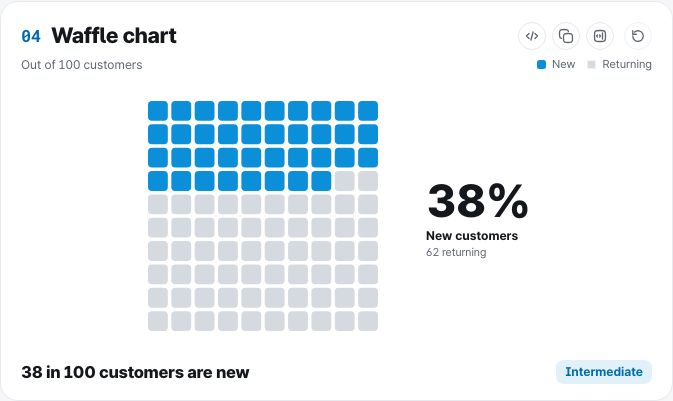 04 Waffle chart
Out of 100 customers
New
Returning
38%
New customers
62 returning
38 in 100 customers are new
Intermediate